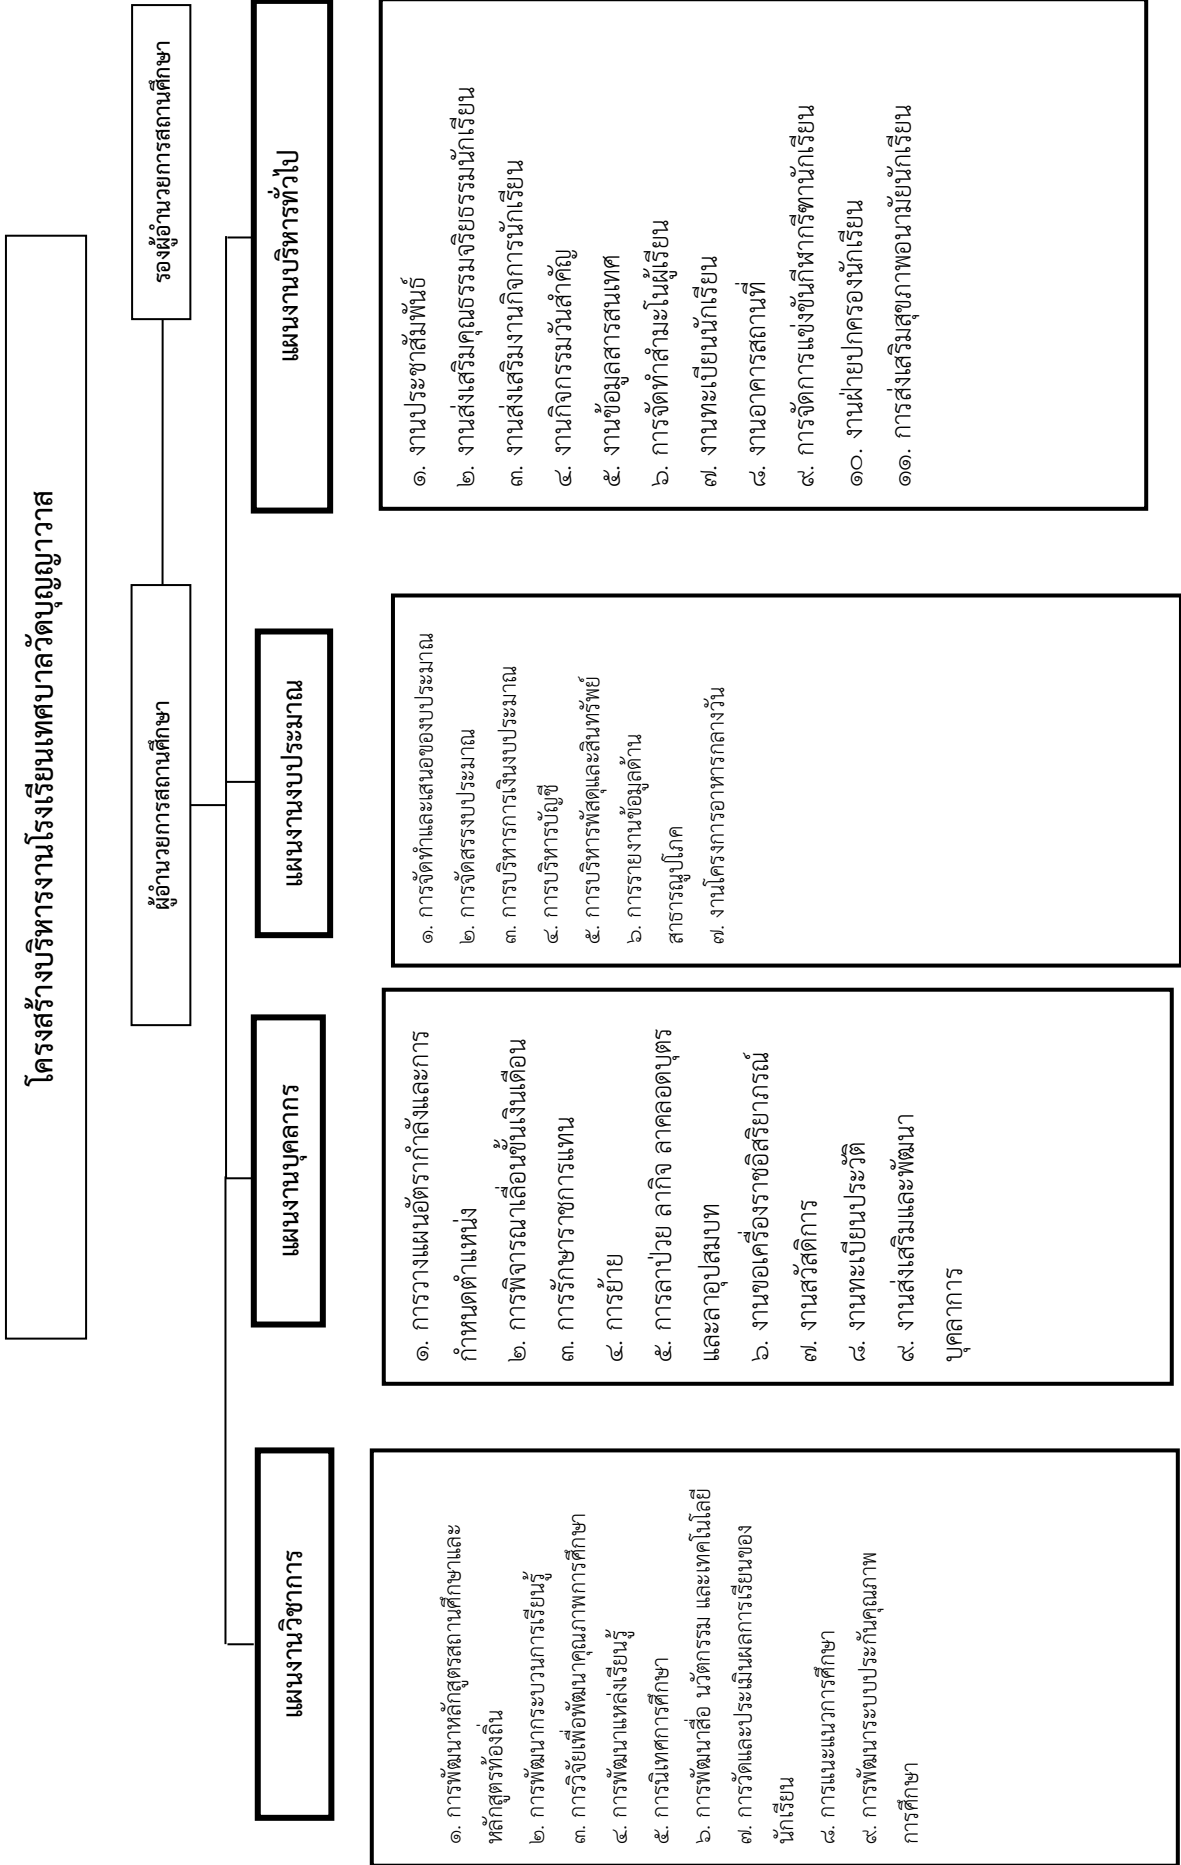 โครงสร้างบริหารงานโรงเรียนเทศบาลวัดบุญญาวาส
ผู้อำนวยการสถานศึกษา
รองผู้อำนวยการสถานศึกษา
แผนงานวิชาการ
๑. การพัฒนาหลักสูตรสถานศึกษาและ
หลักสูตรท้องถิ่น
๒. การพัฒนากระบวนการเรียนรู้
๓. การวิจัยเพื่อพัฒนาคุณภาพการศึกษา
๔. การพัฒนาแหล่งเรียนรู้
๕. การนิเทศการศึกษา
๖. การพัฒนาสื่อ นวัตกรรม และเทคโนโลยี
๗. การวัดและประเมินผลการเรียนของ
นักเรียน
๘. การแนะแนวการศึกษา
๙. การพัฒนาระบบประกันคุณภาพ
การศึกษา
แผนงานบุคลากร
๑. การวางแผนอัตรากำลังและการ
กำหนดตำแหน่ง
๒. การพิจารณาเลื่อนขั้นเงินเดือน
๓. การรักษาราชการแทน
๔. การย้าย
๕. การลาป่วย ลากิจ ลาคลอดบุตร
และลาอุปสมบท
๖. งานขอเครื่องราชอิสริยาภรณ์
๗. งานสวัสดิการ
๘. งานทะเบียนประวัติ
๙. งานส่งเสริมและพัฒนา
บุคลาการ
แผนงานงบประมาณ
๑. การจัดทำและเสนอของบประมาณ
๒. การจัดสรรงบประมาณ
๓. การบริหารการเงินงบประมาณ
๔. การบริหารบัญชี
๕. การบริหารพัสดุและสินทรัพย์
๖. การรายงานข้อมูลด้าน
สาธารณูปโภค
๗. งานโครงการอาหารกลางวัน
แผนงานบริหารทั่วไป
๑. งานประชาสัมพันธ์
๒. งานส่งเสริมคุณธรรมจริยธรรมนักเรียน
๓. งานส่งเสริมงานกิจการนักเรียน
๔. งานกิจกรรมวันสำคัญ
๕. งานข้อมูลสารสนเทศ
๖. การจัดทำสำมะโนผู้เรียน
๗. งานทะเบียนนักเรียน
๘. งานอาคารสถานที่
๙. การจัดการแข่งขันกีฬากรีฑานักเรียน
๑๐. งานฝ่ายปกครองนักเรียน
๑๑. การส่งเสริมสุขภาพอนามัยนักเรียน